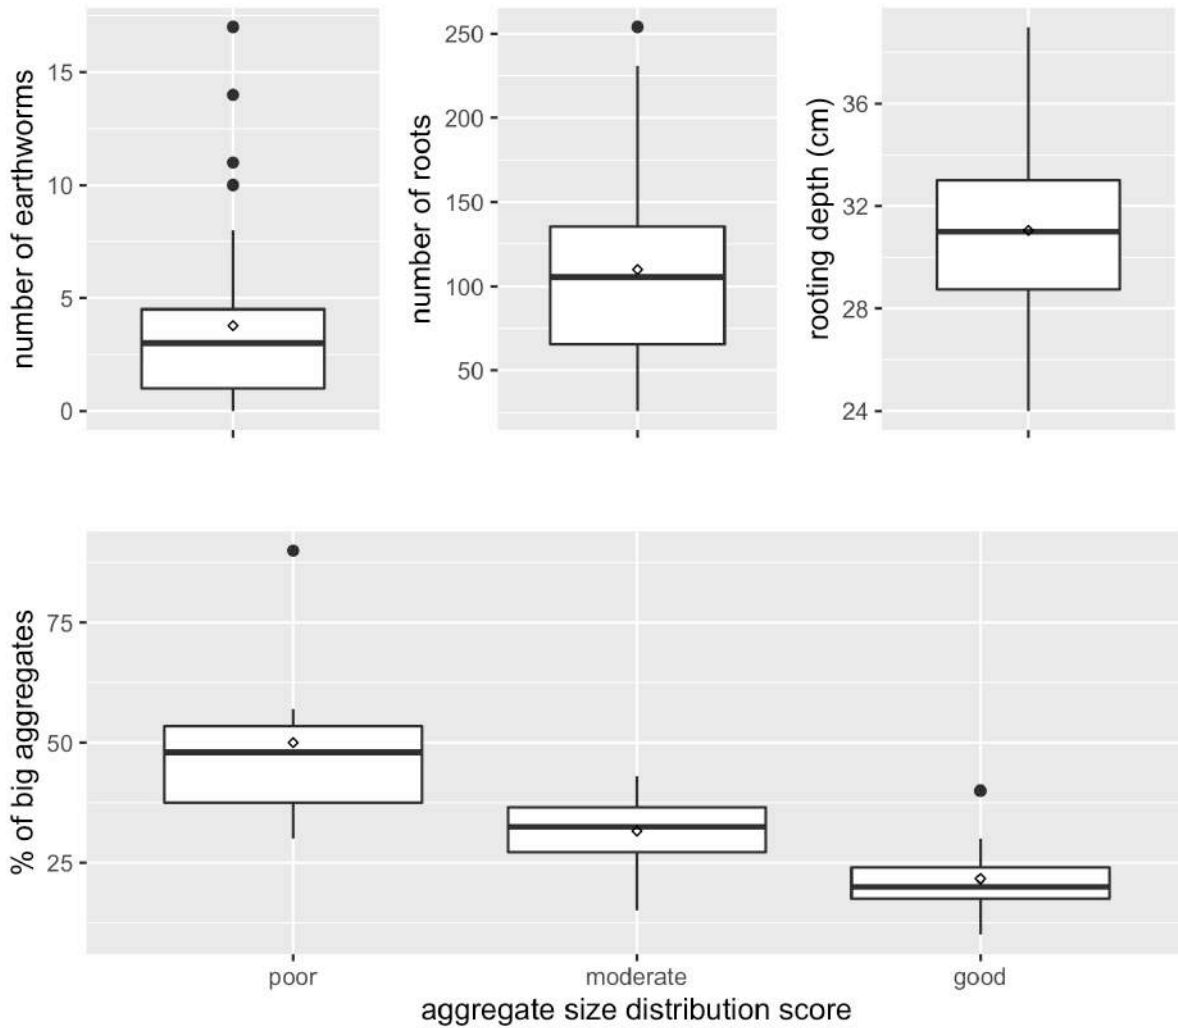 number of earthworms
15
10
5
0
number of roots
250
200
150
100
50
rooting depth (cm)
36
32
28
24
% of big aggregates
75
50
25
poor moderate good
aggregate size distribution score